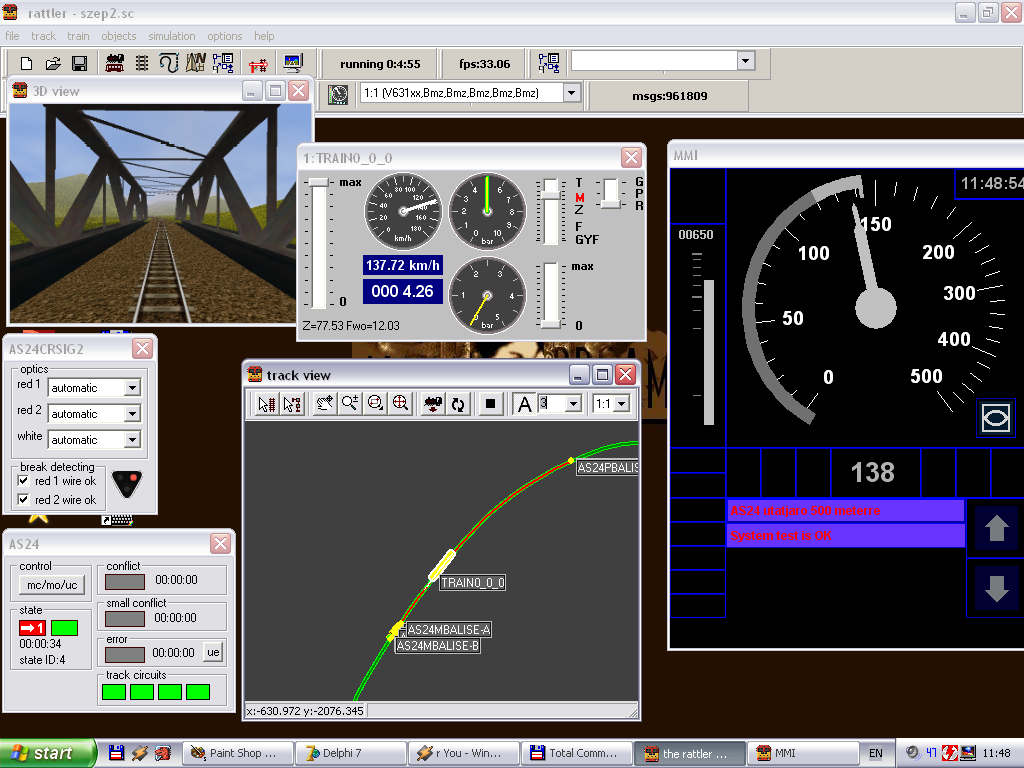 rattler - szep2.sc
file track train objects simulation options help
running 0:4:55
fps:33.06
1:1 (V631xx,Bmz,Bmz,Bmz,Bmz,Bmz)
msgs:961809
3D view
1:TRAIN0_0_0
max
0
0 20 40 60 80 100 120 140 160 180
km/h
0 1 2 3 4 5 6 7 8 9 10
bar
T
M
Z
F
GYF
G
P
R
137.72 km/h
000 4.26
1 2 3 4 5
bar
max
0
Z=77.53 Fwo=12.03
MMI
11:48:54
00650
0 50 100 150 200 300 400 500
138
AS24 utatjaro 500 meterre
System test is OK
AS24CRSIG2
optics
red 1 automatic
red 2 automatic
white automatic
break detecting
red 1 wire ok
red 2 wire ok
track view
A 3
1:1
AS24PBALIS
TRAIN0_0_0
AS24MBALISE-A
AS24MBALISE-B
x:-630.972 y:-2076.345
AS24
control
mc/mo/uc
state
1
00:00:34
state ID:4
conflict
00:00:00
small conflict
00:00:00
error
00:00:00 ue
track circuits
start
Paint Shop ...
Delphi 7
r You - Win...
Total Comm...
the rattler ...
MMI
EN
47
11:48